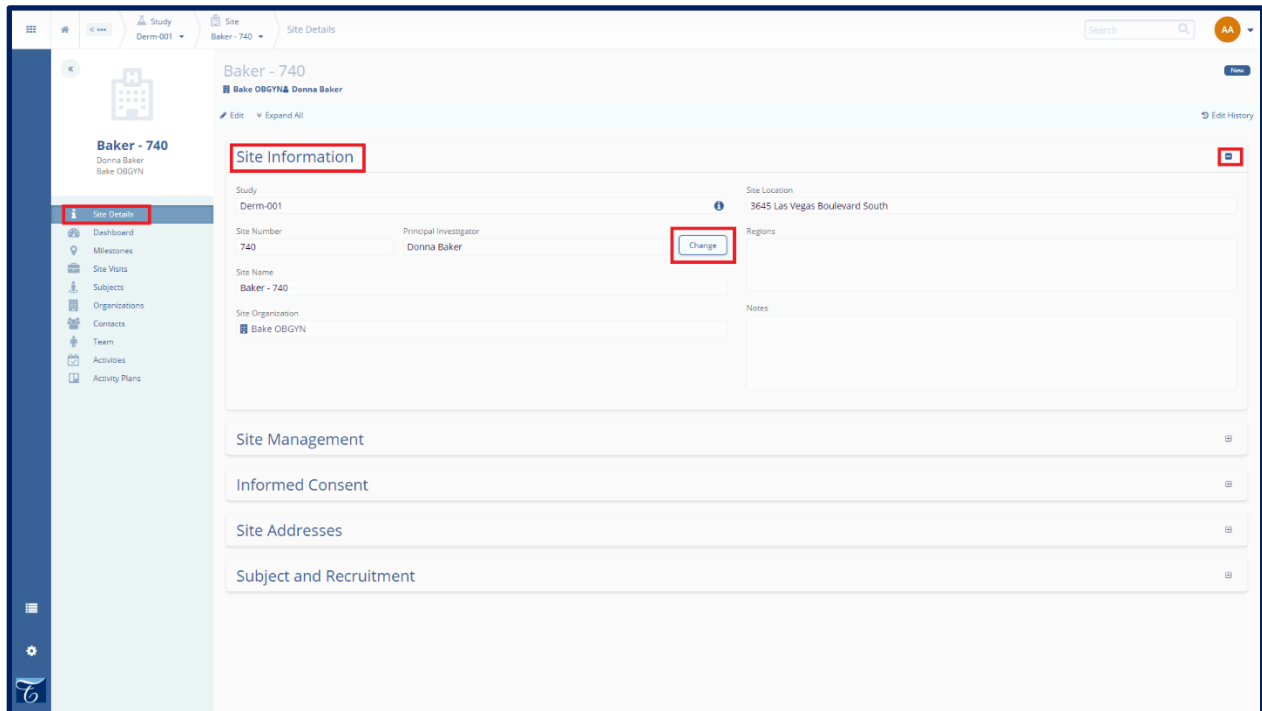 Study
Derm-001
Site
Baker - 740
Site Details
Search
AA
Baker - 740
Donna Baker
Bake OBGYN
Site Details
Dashboard
Milestones
Site Visits
Subjects
Organizations
Contacts
Team
Activities
Activity Plans
Baker - 740
Bake OBGYN Donna Baker
New
Edit Expand All
Edit History
Site Information
Study
Derm-001
Site Number
740
Principal Investigator
Donna Baker
Change
Site Name
Baker - 740
Site Organization
Bake OBGYN
Site Location
3645 Las Vegas Boulevard South
Regions
Notes
Site Management
Informed Consent
Site Addresses
Subject and Recruitment